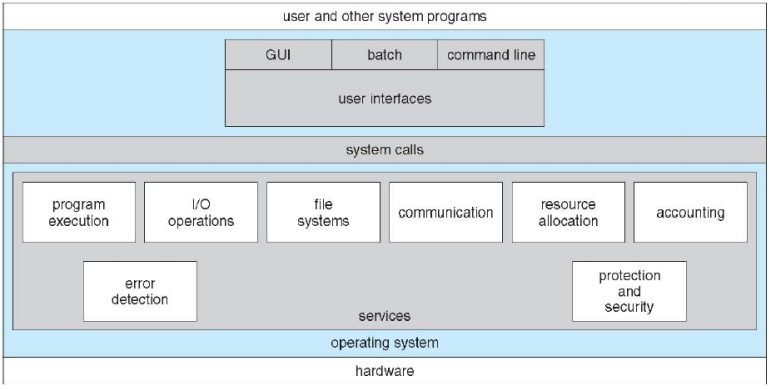 user and other system programs
GUI
batch
command line
user interfaces
system calls
program
execution
I/O
operations
file
systems
communication
resource
allocation
accounting
error
detection
protection
and
security
services
operating system
hardware